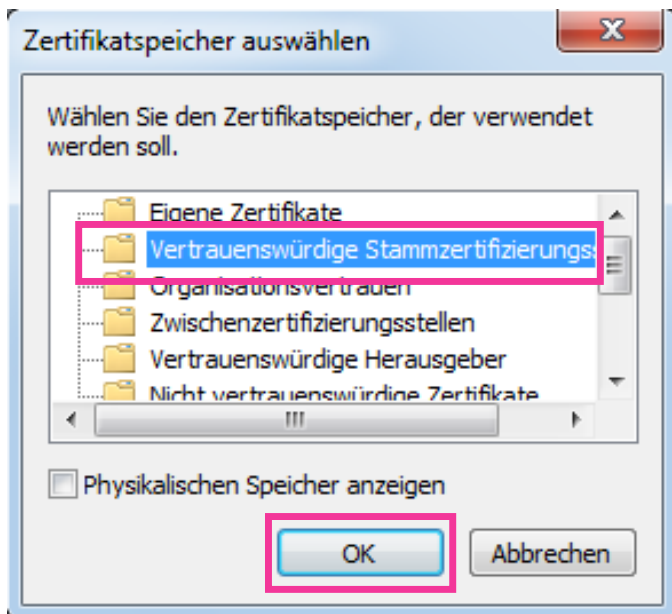 Zertifikatspeicher auswählen
Wählen Sie den Zertifikatspeicher, der verwendet
werden soll.
Eigene Zertifikate
Vertrauenswürdige Stammzertifizierungss
Organisationsvertrauen
Zwischenzertifizierungsstellen
Vertrauenswürdige Herausgeber
Nicht vertrauenswürdige Zertifikate
Physikalischen Speicher anzeigen
OK
Abbrechen